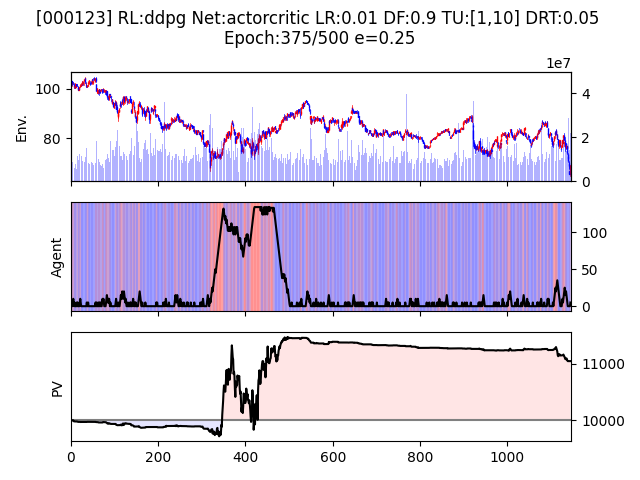 [000123] RL:ddpg Net:actorcritic LR:0.01 DF:0.9 TU:[1,10] DRT:0.05
Epoch:375/500 e=0.25
1e7
100
80
Env.
4
2
0
Agent
100
50
0
PV
11000
10000
0
200
400
600
800
1000